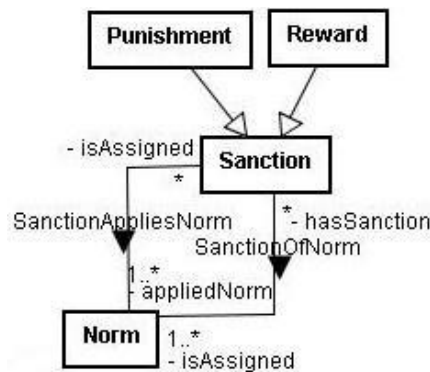 Punishment
Reward
- isAssigned
Sanction
*
* - hasSanction
SanctionAppliesNorm
SanctionOfNorm
1..*
- appliedNorm
Norm
1..*
- isAssigned